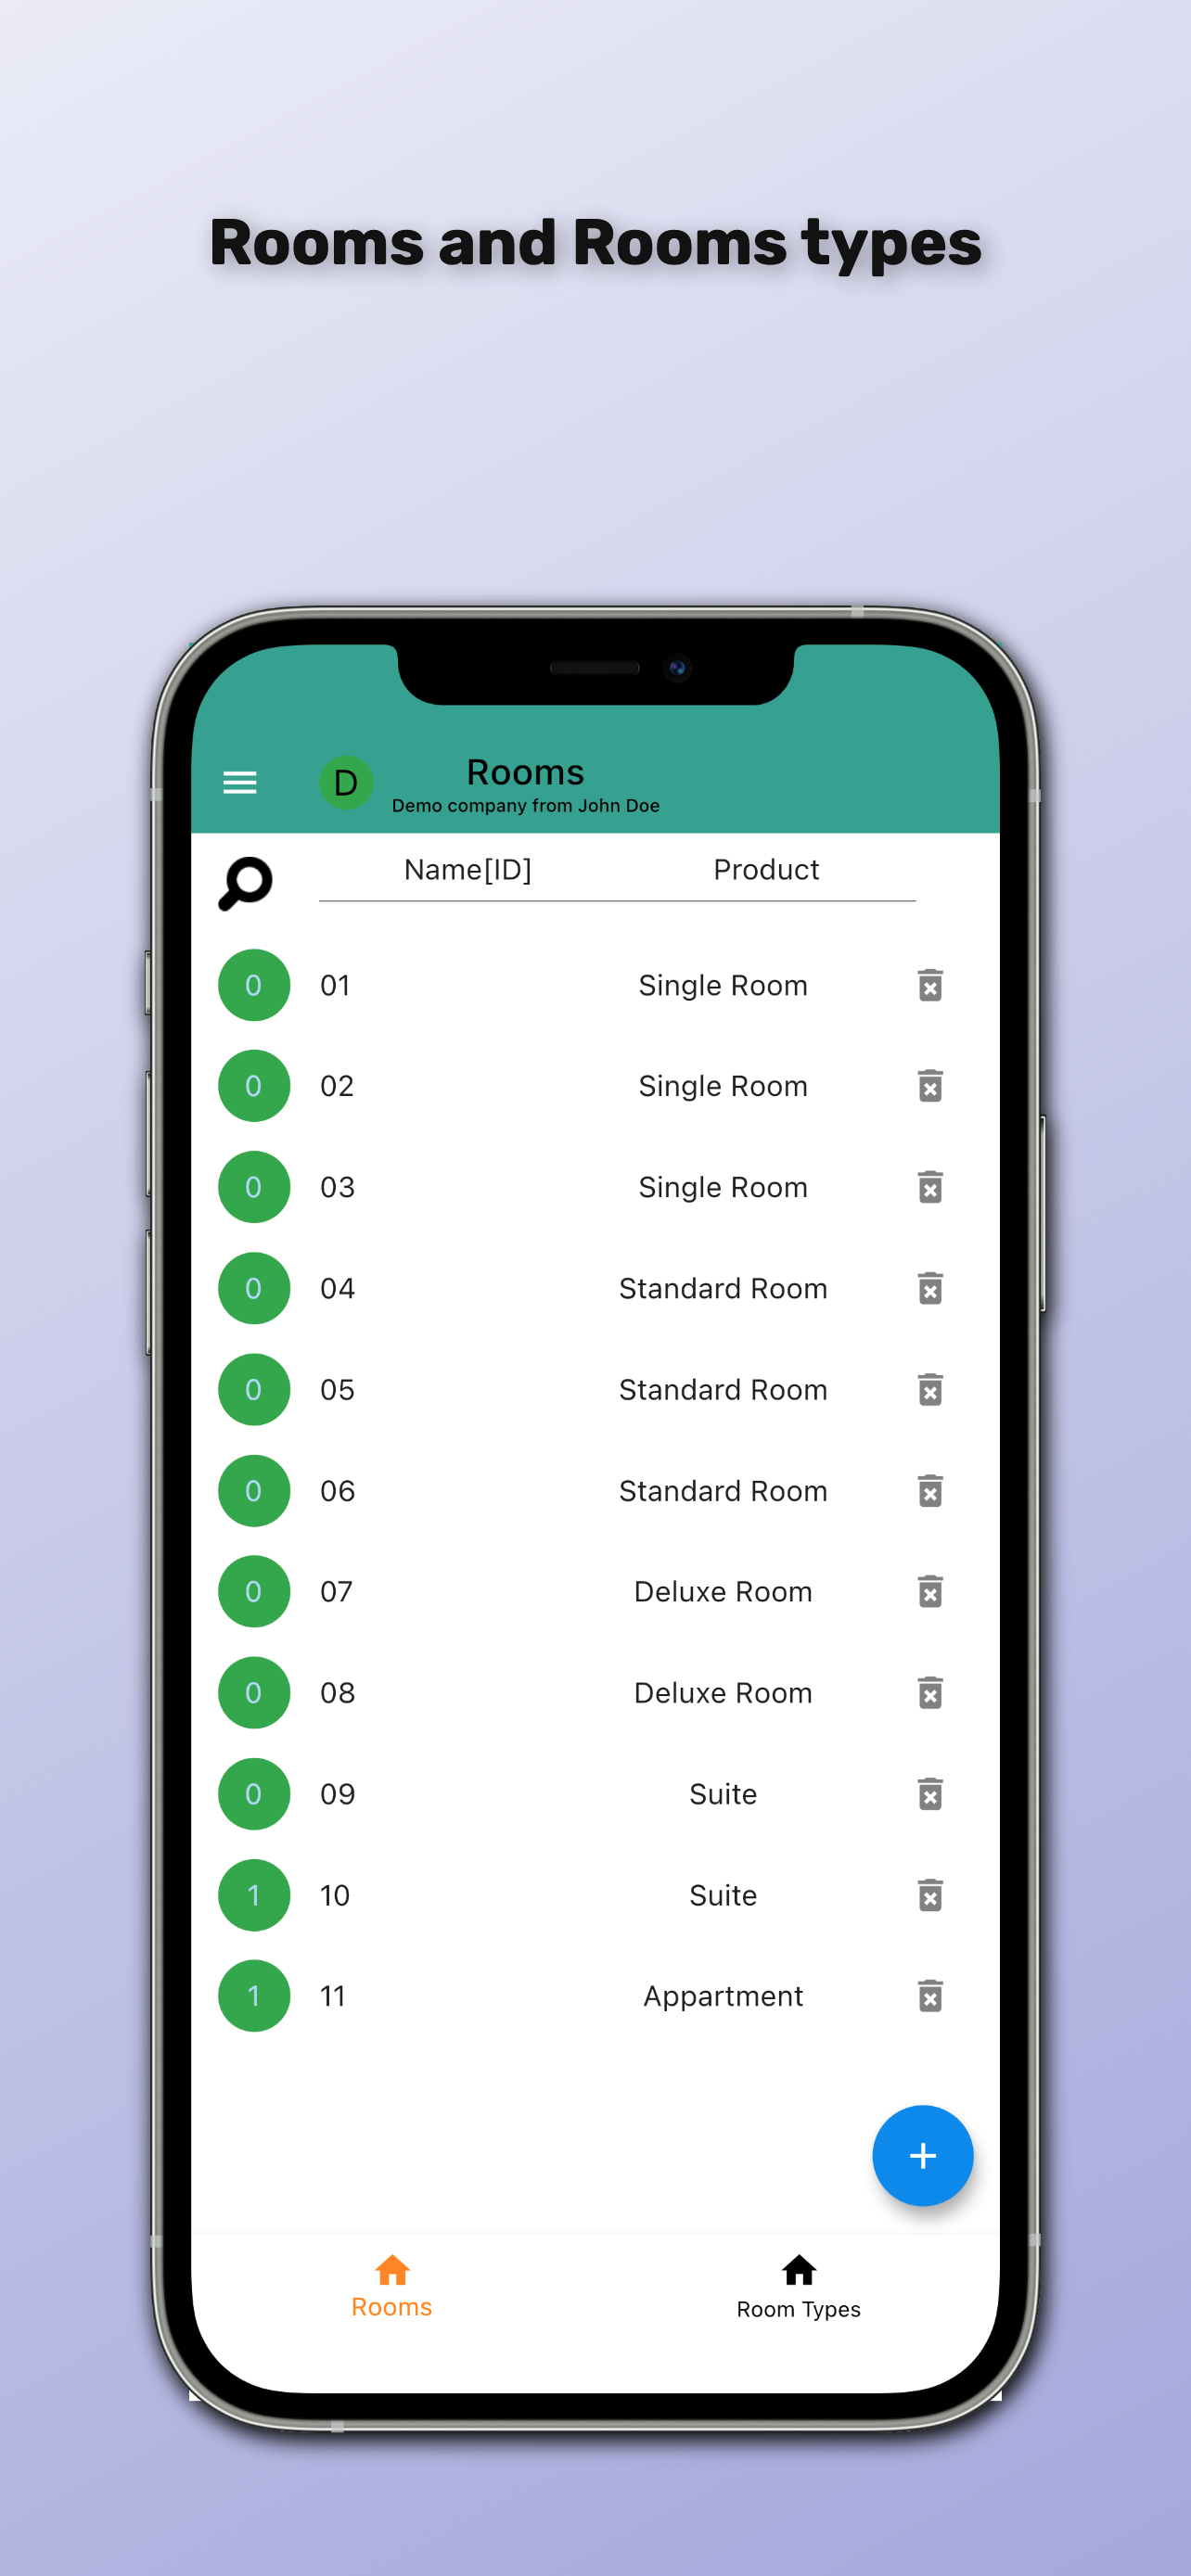 Rooms and Rooms types
D
Rooms
Demo company from John Doe
Name[ID] Product
0 01 Single Room
0 02 Single Room
0 03 Single Room
0 04 Standard Room
0 05 Standard Room
0 06 Standard Room
0 07 Deluxe Room
0 08 Deluxe Room
0 09 Suite
1 10 Suite
1 11 Appartment
+
Rooms Room Types